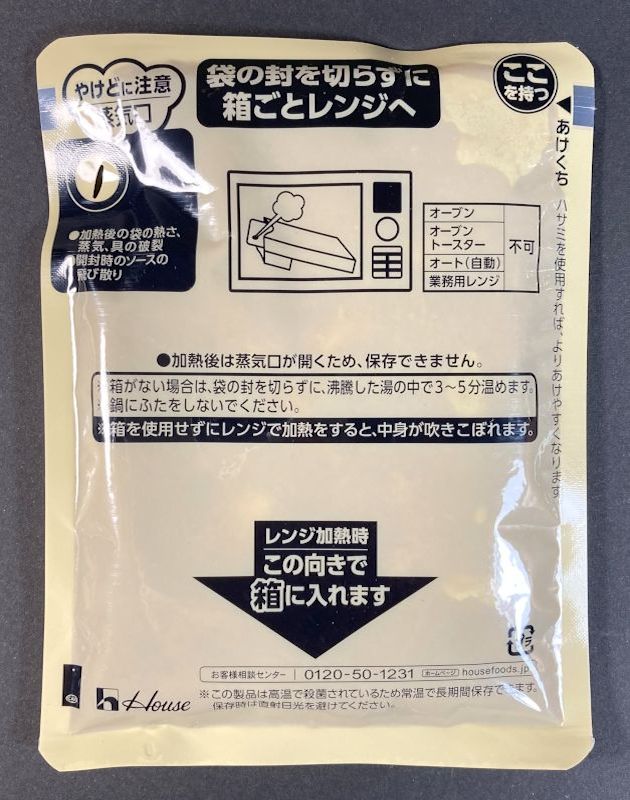 やけどに注意
蒸気口
●加熱後の袋の熱さ、
蒸気、具の破裂
●開封時のソースの
飛び散り
袋の封を切らずに
箱ごとレンジへ
ここ
を持つ
◀あけくち ハサミを使用すれば、よりあけやすくなります。
オーブン
オーブン
トースター
オート(自動)
業務用レンジ
不可
●加熱後は蒸気口が開くため、保存できません。
※箱がない場合は、袋の封を切らずに、沸騰した湯の中で3〜5分温めます。
※鍋にふたをしないでください。
※箱を使用せずにレンジで加熱をすると、中身が吹きこぼれます。
レンジ加熱時
この向きで
箱に入れます
プラ
お客様相談センター 0120-50-1231 ホームページ housefoods.jp
House
※この製品は高温で殺菌されているため常温で長期間保存できます。
保存時は直射日光を避けてください。